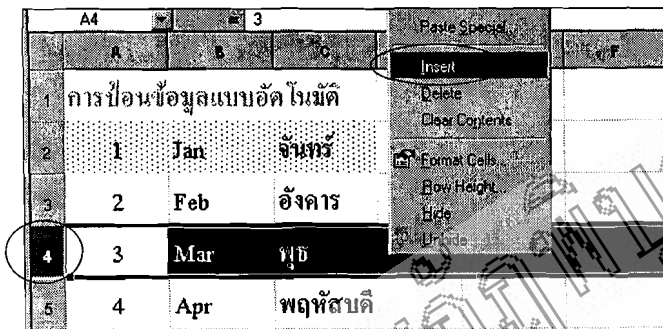 A4 = 3
Paste Special...
A B C F
Insert
1 การป้อนข้อมูลแบบอัตโนมัติ
Delete
Clear Contents
2 1 Jan จันทร์
Format Cells...
Row Height...
3 2 Feb อังคาร
Hide
Unhide
4 3 Mar พุธ
5 4 Apr พฤหัสบดี